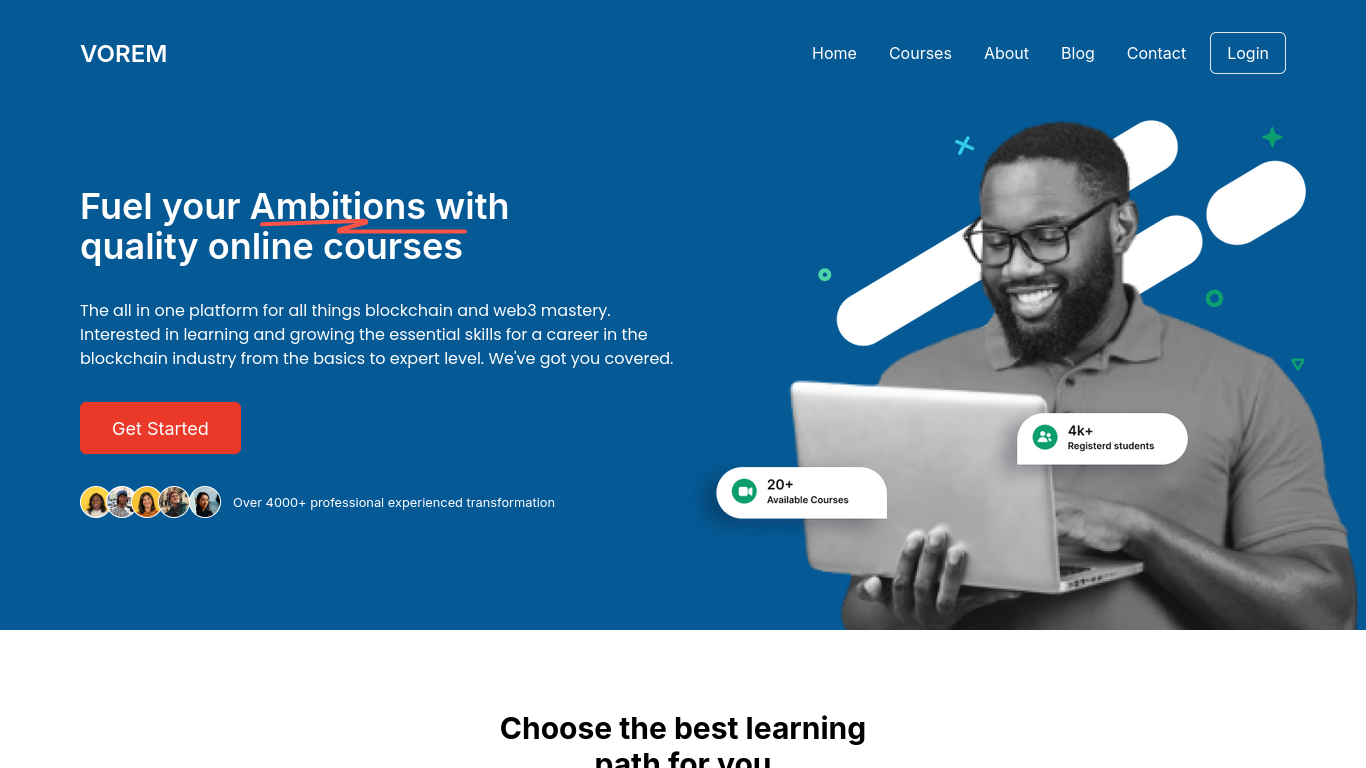 VOREM
Home
Courses
About
Blog
Contact
Login
Fuel your Ambitions with
quality online courses
The all in one platform for all things blockchain and web3 mastery.
Interested in learning and growing the essential skills for a career in the
blockchain industry from the basics to expert level. We've got you covered.
Get Started
Over 4000+ professional experienced transformation
4k+
Registerd students
20+
Available Courses
Choose the best learning
path for you